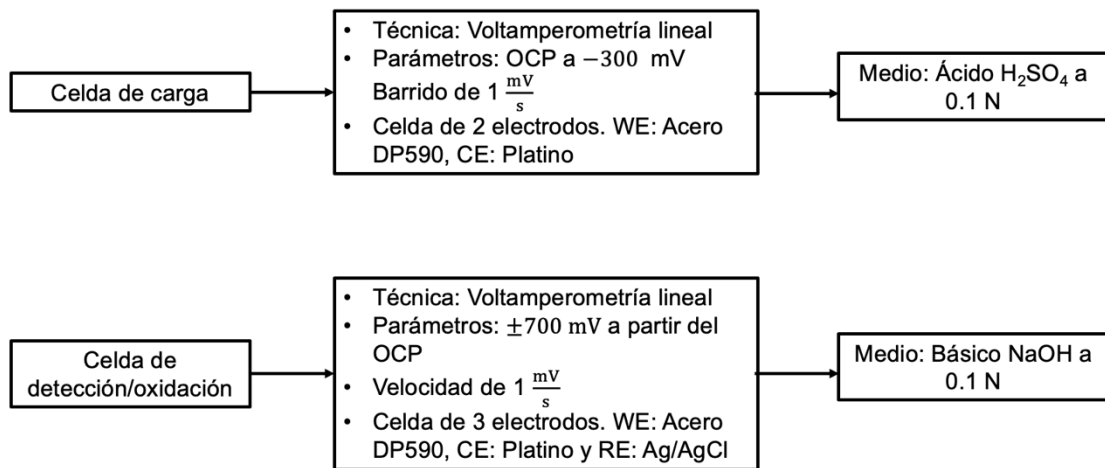 Celda de carga
• Técnica: Voltamperometría lineal
• Parámetros: OCP a −300 mV
Barrido de 1 mV/s
• Celda de 2 electrodos. WE: Acero
DP590, CE: Platino
Medio: Ácido H₂SO₄ a
0.1 N
Celda de
detección/oxidación
• Técnica: Voltamperometría lineal
• Parámetros: ±700 mV a partir del
OCP
• Velocidad de 1 mV/s
• Celda de 3 electrodos. WE: Acero
DP590, CE: Platino y RE: Ag/AgCl
Medio: Básico NaOH a
0.1 N